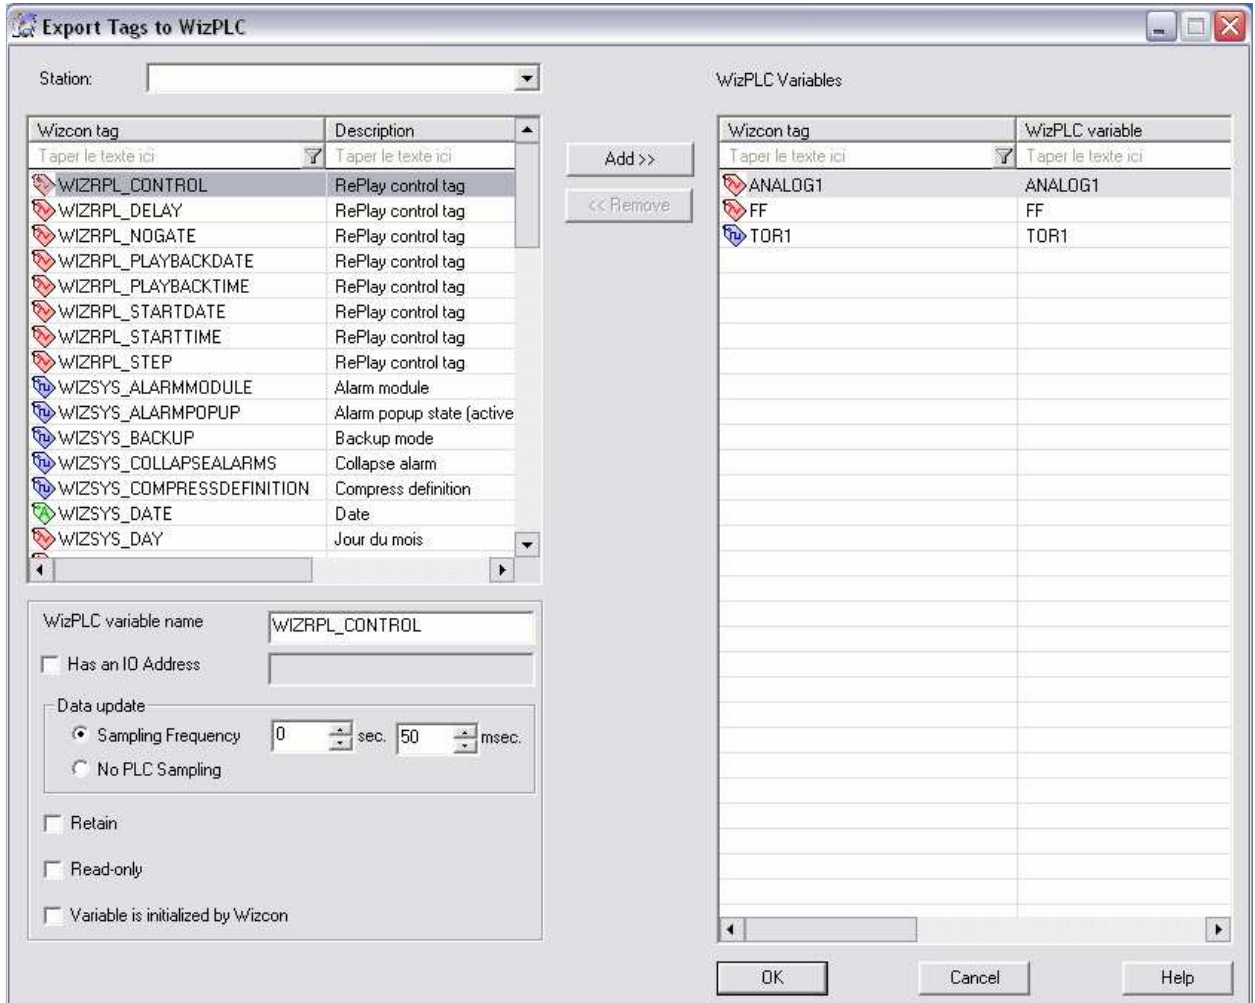 Export Tags to WizPLC
Station:
Wizcon tag Description
Taper le texte ici Taper le texte ici
WIZRPL_CONTROL RePlay control tag
WIZRPL_DELAY RePlay control tag
WIZRPL_NOGATE RePlay control tag
WIZRPL_PLAYBACKDATE RePlay control tag
WIZRPL_PLAYBACKTIME RePlay control tag
WIZRPL_STARTDATE RePlay control tag
WIZRPL_STARTTIME RePlay control tag
WIZRPL_STEP RePlay control tag
WIZSYS_ALARMMODULE Alarm module
WIZSYS_ALARMPOPUP Alarm popup state (active
WIZSYS_BACKUP Backup mode
WIZSYS_COLLAPSEALARMS Collapse alarm
WIZSYS_COMPRESSDEFINITION Compress definition
WIZSYS_DATE Date
WIZSYS_DAY Jour du mois
WizPLC variable name WIZRPL_CONTROL
Has an IO Address
Data update
Sampling Frequency 0 sec. 50 msec.
No PLC Sampling
Retain
Read-only
Variable is initialized by Wizcon
Add >>
<< Remove
WizPLC Variables
Wizcon tag WizPLC variable
Taper le texte ici Taper le texte ici
ANALOG1 ANALOG1
FF FF
TOR1 TOR1
OK Cancel Help